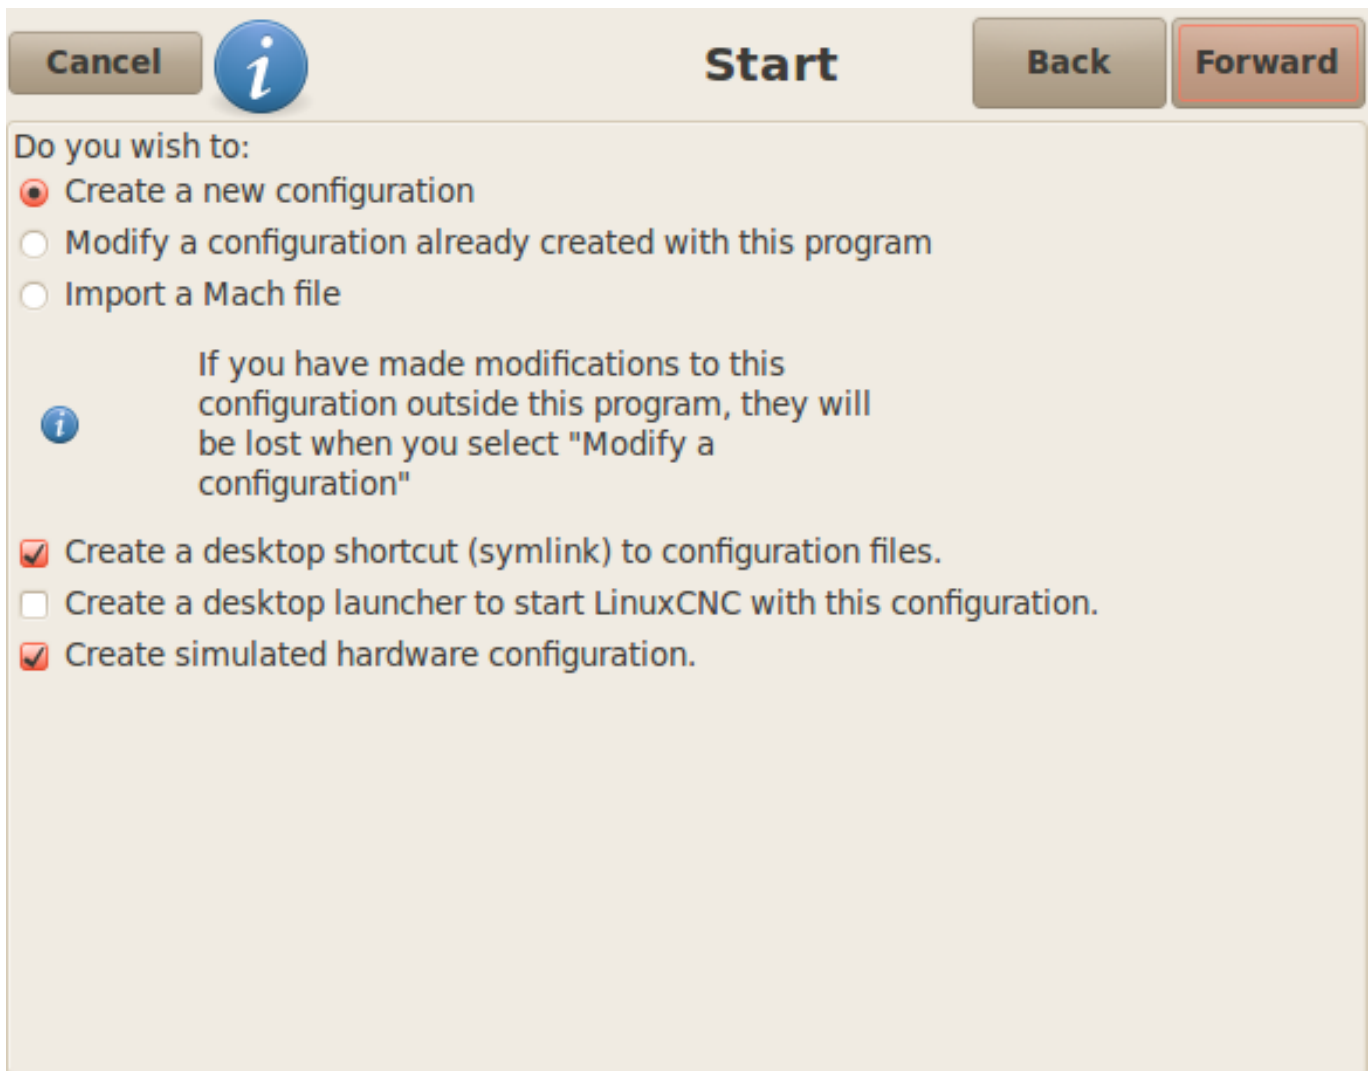 Cancel
i
Start
Back
Forward
Do you wish to:
Create a new configuration
Modify a configuration already created with this program
Import a Mach file
If you have made modifications to this
configuration outside this program, they will
be lost when you select "Modify a
configuration"
i
Create a desktop shortcut (symlink) to configuration files.
Create a desktop launcher to start LinuxCNC with this configuration.
Create simulated hardware configuration.